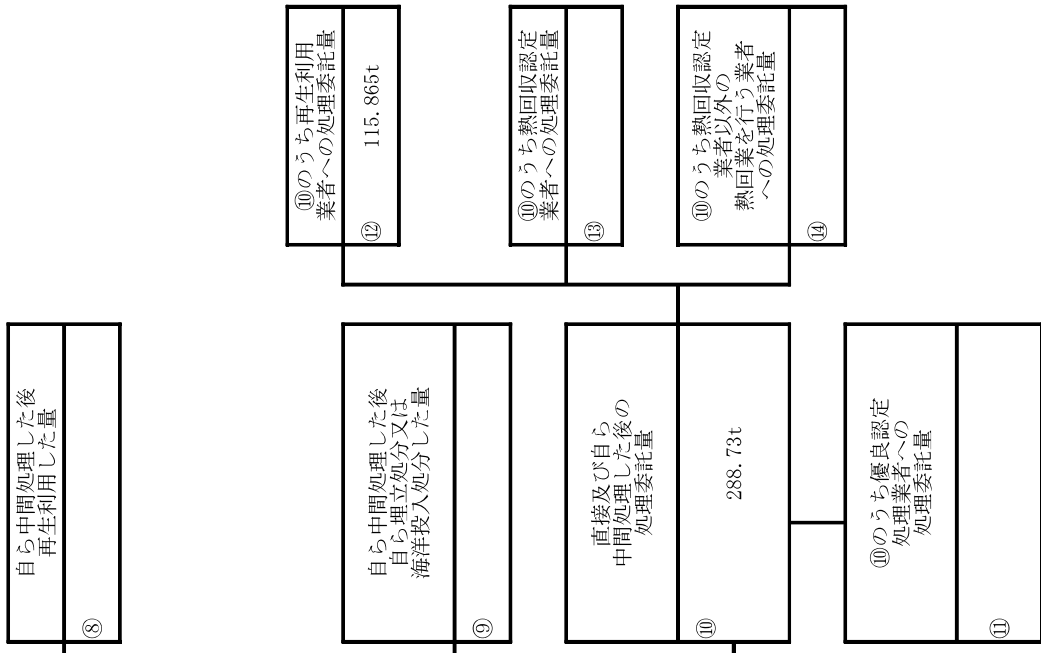 自ら中間処理した後
再生利用した量
⑧
自ら中間処理した後
自ら埋立処分又は
海洋投入処分した量
⑨
直接及び自ら
中間処理した後の
処理委託量
⑩
288.73t
⑩のうち優良認定
処理業者への
処理委託量
⑪
⑩のうち再生利用
業者への処理委託量
⑫
115.865t
⑩のうち熱回収認定
業者への処理委託量
⑬
⑩のうち熱回収認定
業者以外の
熱回業を行う業者
への処理委託量
⑭